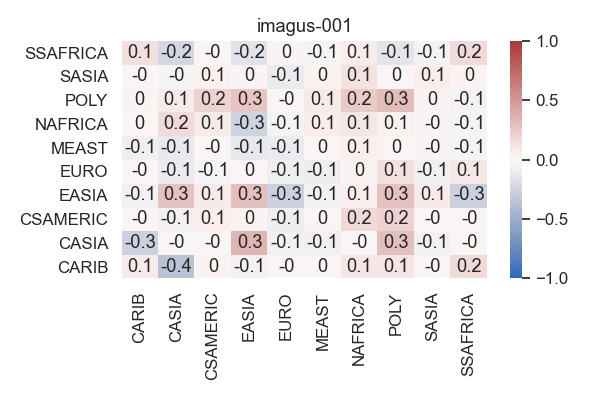 imagus-001
SSAFRICA 0.1 -0.2 -0 -0.2 0 -0.1 0.1 -0.1 -0.1 0.2
SASIA -0 -0 0.1 0 -0.1 0 0.1 0 0.1 0
POLY 0 0.1 0.2 0.3 -0 0.1 0.2 0.3 0 -0.1
NAFRICA 0 0.2 0.1 -0.3 -0.1 0.1 0.1 0.1 -0 -0.1
MEAST -0.1 -0.1 -0 -0.1 -0.1 0 0.1 0 -0 -0.1
EURO -0 -0.1 -0.1 0 -0.1 -0.1 0 0.1 -0.1 0.1
EASIA -0.1 0.3 0.1 0.3 -0.3 -0.1 0.1 0.3 0.1 -0.3
CSAMERIC -0 -0.1 0.1 0 -0.1 0 0.2 0.2 -0 -0
CASIA -0.3 -0 -0 0.3 -0.1 -0.1 -0 0.3 -0.1 -0
CARIB 0.1 -0.4 0 -0.1 -0 0 0.1 0.1 -0 0.2
CARIB CASIA CSAMERIC EASIA EURO MEAST NAFRICA POLY SASIA SSAFRICA
1.0
0.5
0.0
−0.5
−1.0